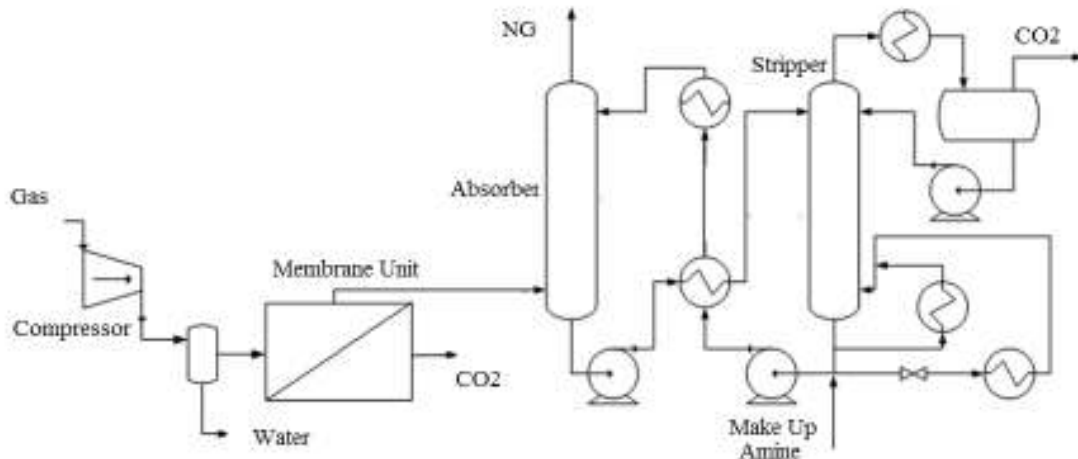 NG
CO2
Stripper
Absorber
Gas
Membrane Unit
Compressor
CO2
Water
Make Up
Amine